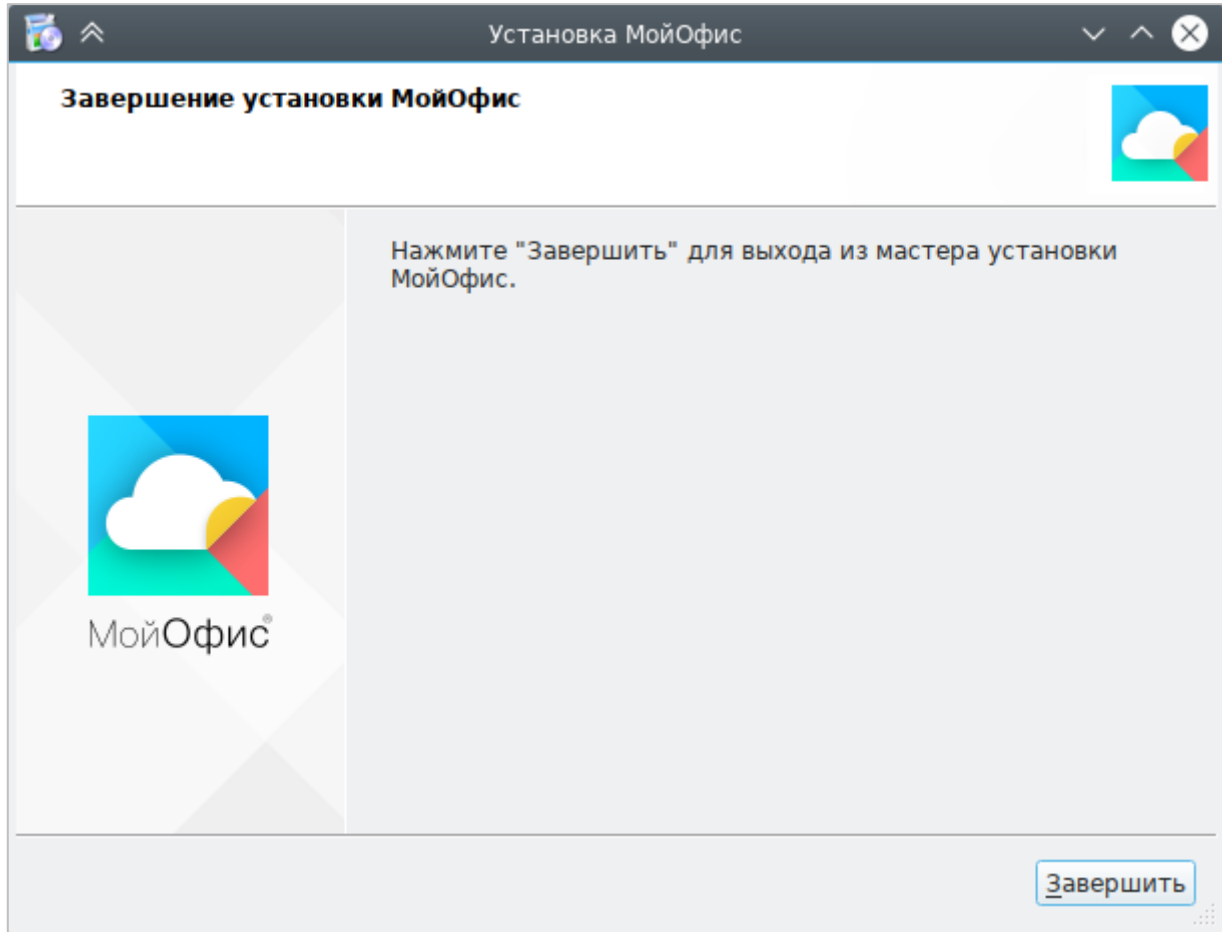 Установка МойОфис
Завершение установки МойОфис
Нажмите "Завершить" для выхода из мастера установки
МойОфис.
МойОфис®
Завершить